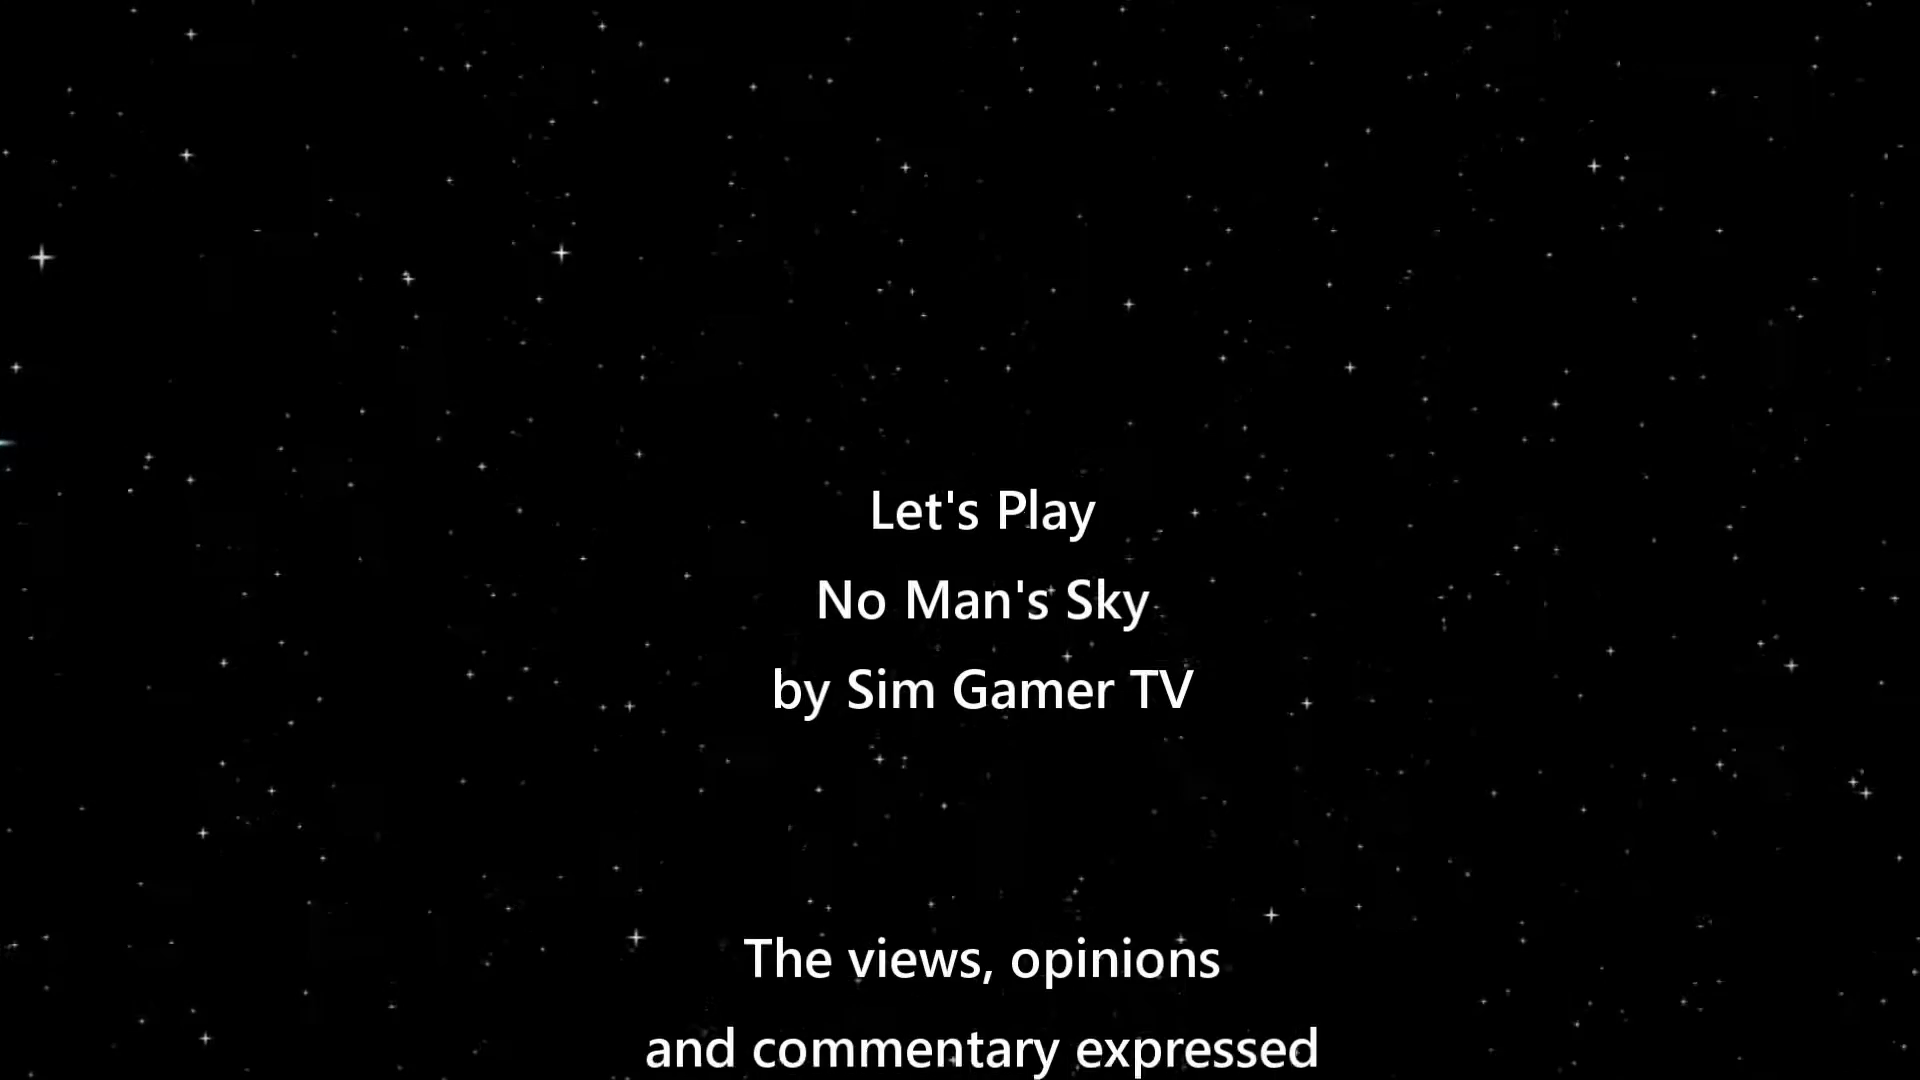 Let's Play
No Man's Sky
by Sim Gamer TV
The views, opinions
and commentary expressed